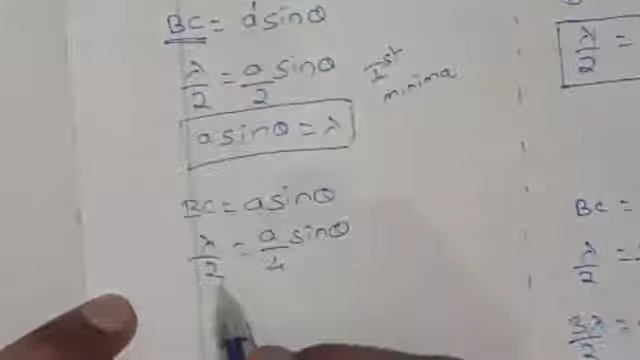 BC = a sinθ
λ/2 = a/2 sinθ 1st minima
a sinθ = λ
BC = a sinθ
λ/2 = a/4 sinθ
λ/2 =
BC =
λ/2 =
3λ/2 =